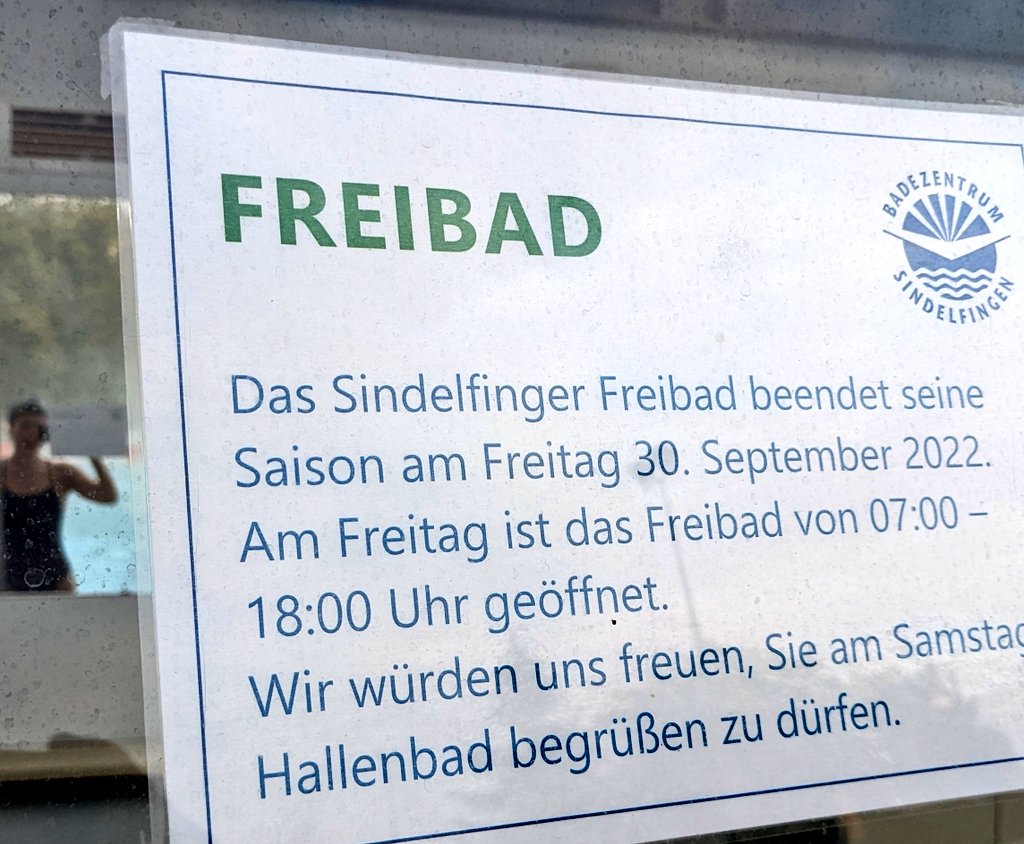 FREIBAD
BADEZENTRUM
SINDELFINGEN
Das Sindelfinger Freibad beendet seine
Saison am Freitag 30. September 2022.
Am Freitag ist das Freibad von 07:00 –
18:00 Uhr geöffnet.
Wir würden uns freuen, Sie am Samstag
Hallenbad begrüßen zu dürfen.